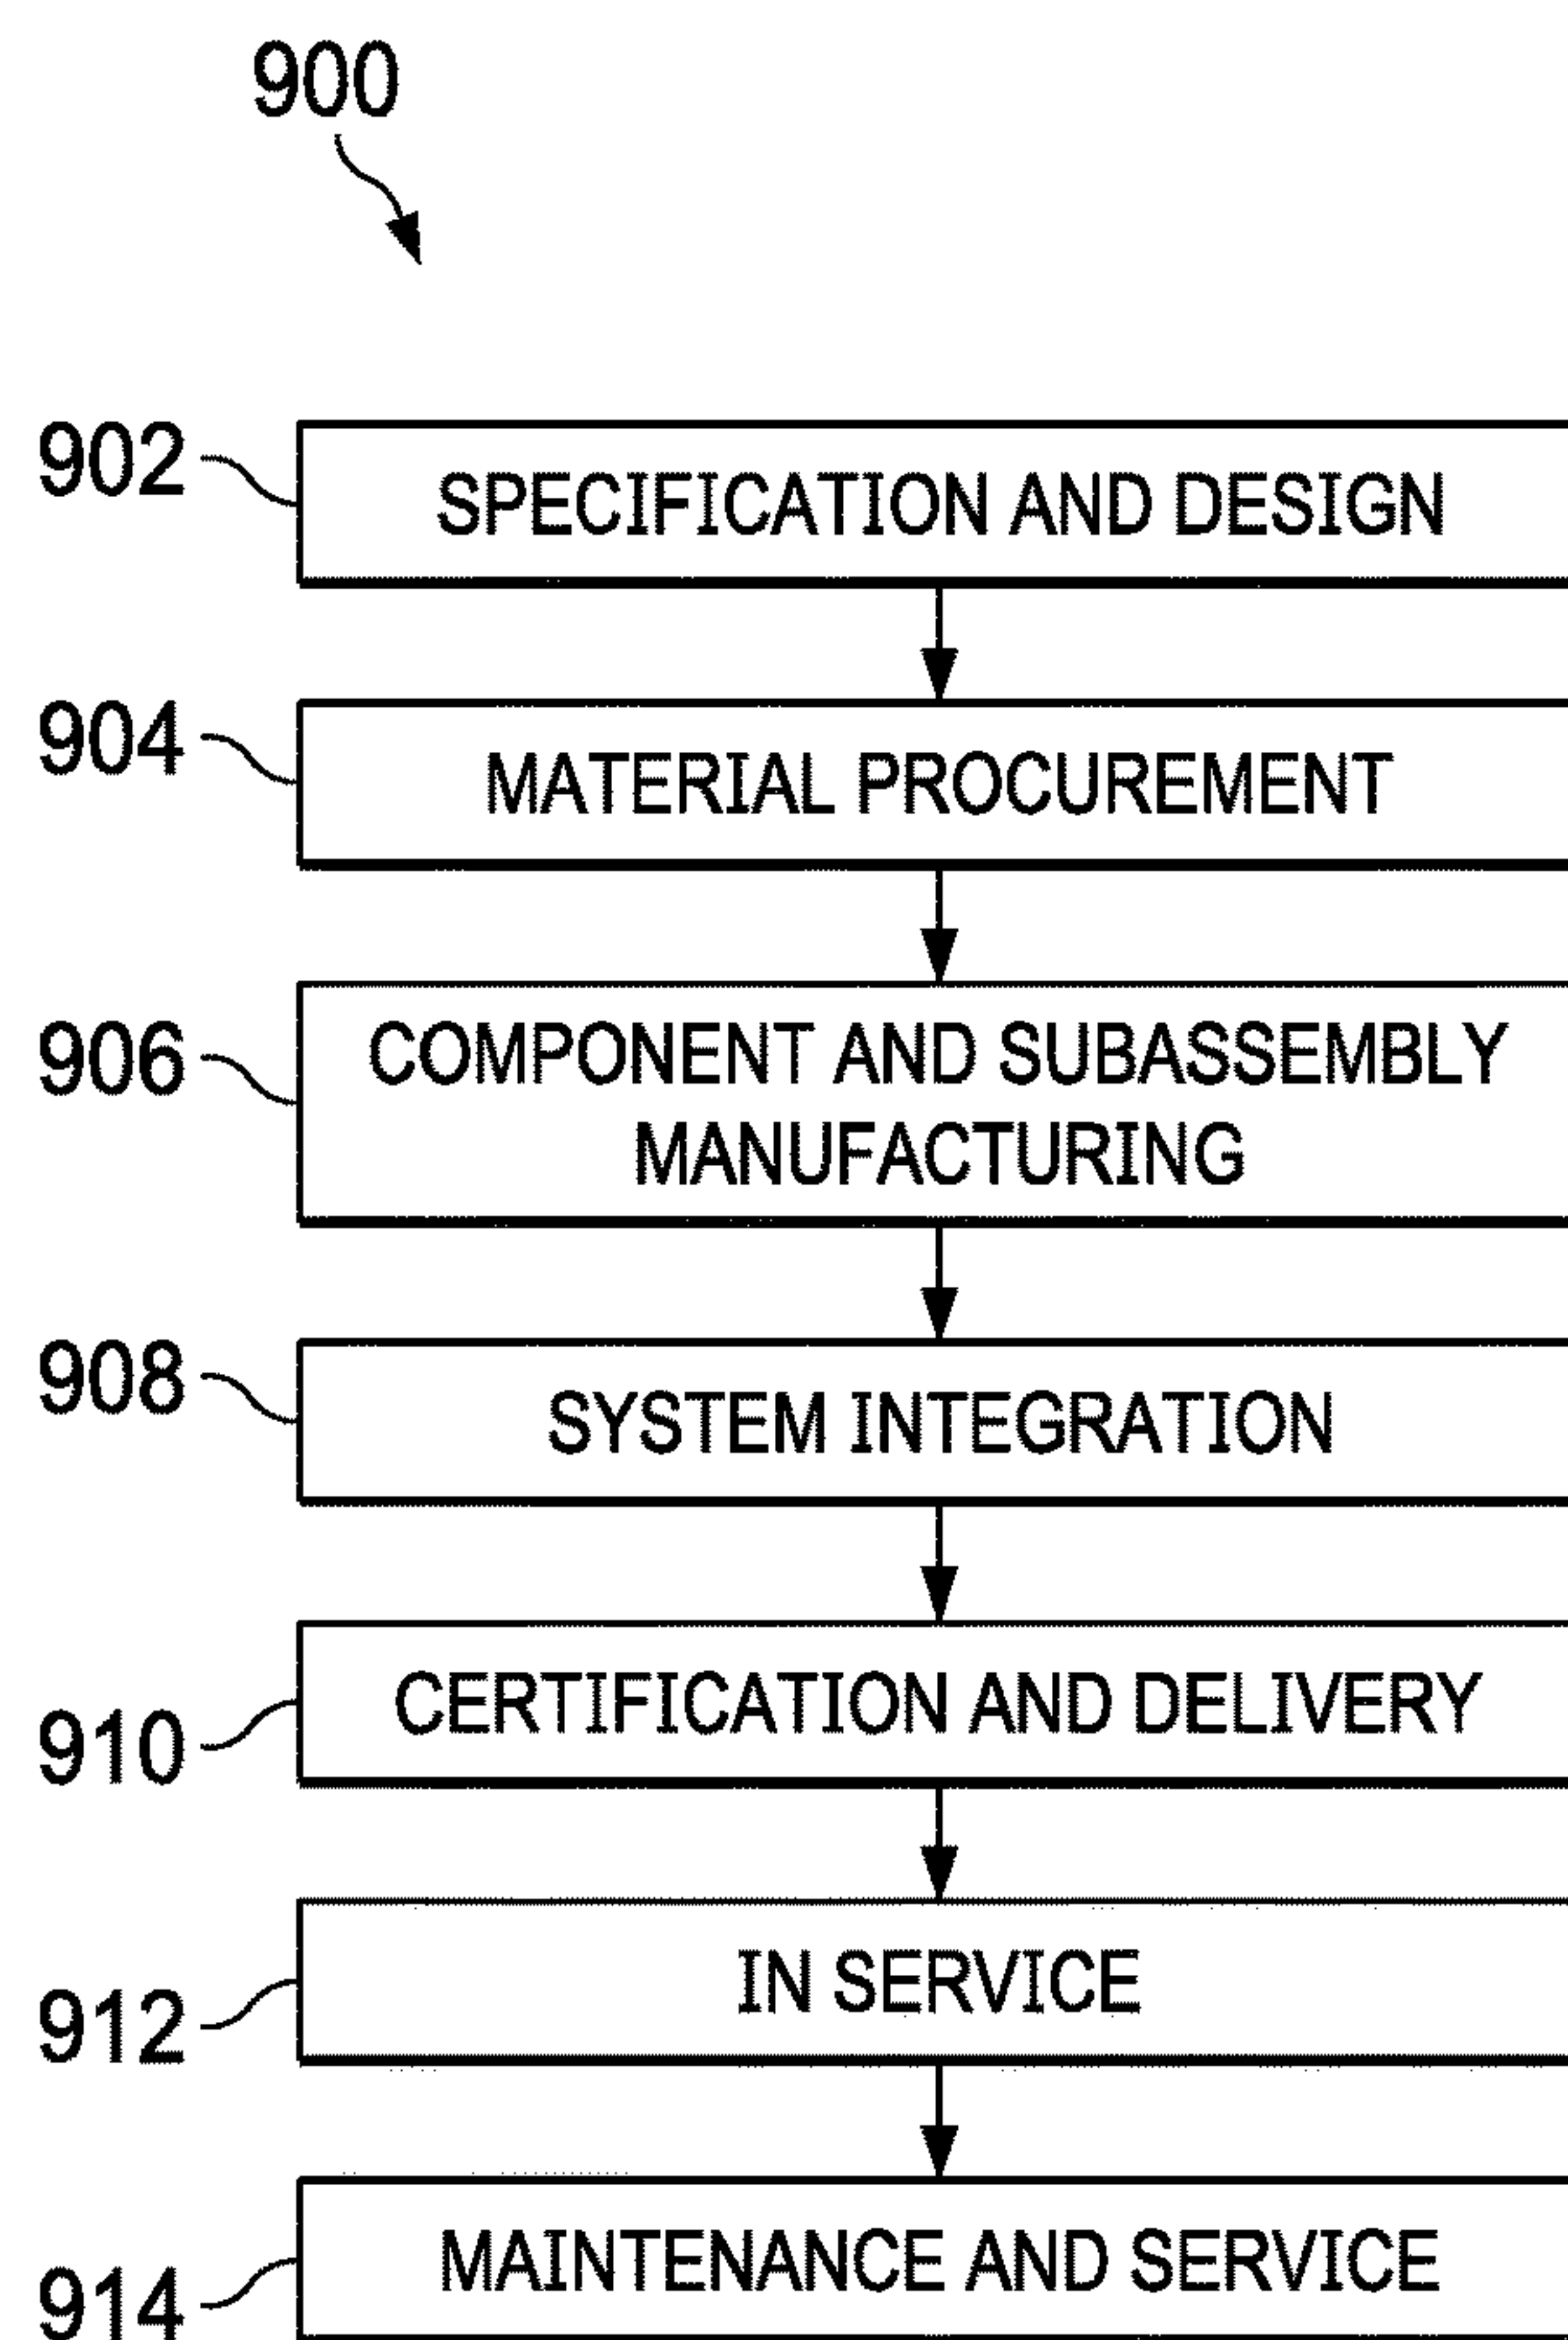 900
902
SPECIFICATION AND DESIGN
904
MATERIAL PROCUREMENT
906
COMPONENT AND SUBASSEMBLY
MANUFACTURING
908
SYSTEM INTEGRATION
910
CERTIFICATION AND DELIVERY
912
IN SERVICE
914
MAINTENANCE AND SERVICE